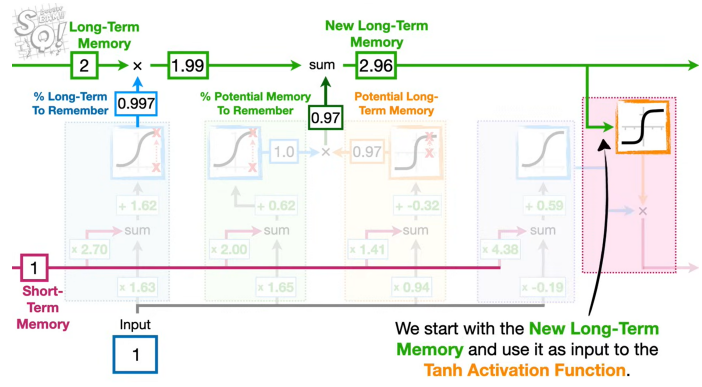 SQ!
Long-Term
Memory
New Long-Term
Memory
2
×
1.99
sum
2.96
% Long-Term
To Remember
0.997
% Potential Memory
To Remember
0.97
Potential Long-
Term Memory
1.0
×
0.97
+ 1.62
+ 0.62
+ -0.32
+ 0.59
×
sum
sum
sum
sum
x 2.70
x 2.00
x 1.41
x 4.38
1
x 1.63
x 1.65
x 0.94
x -0.19
Short-
Term
Memory
Input
1
We start with the New Long-Term
Memory and use it as input to the
Tanh Activation Function.